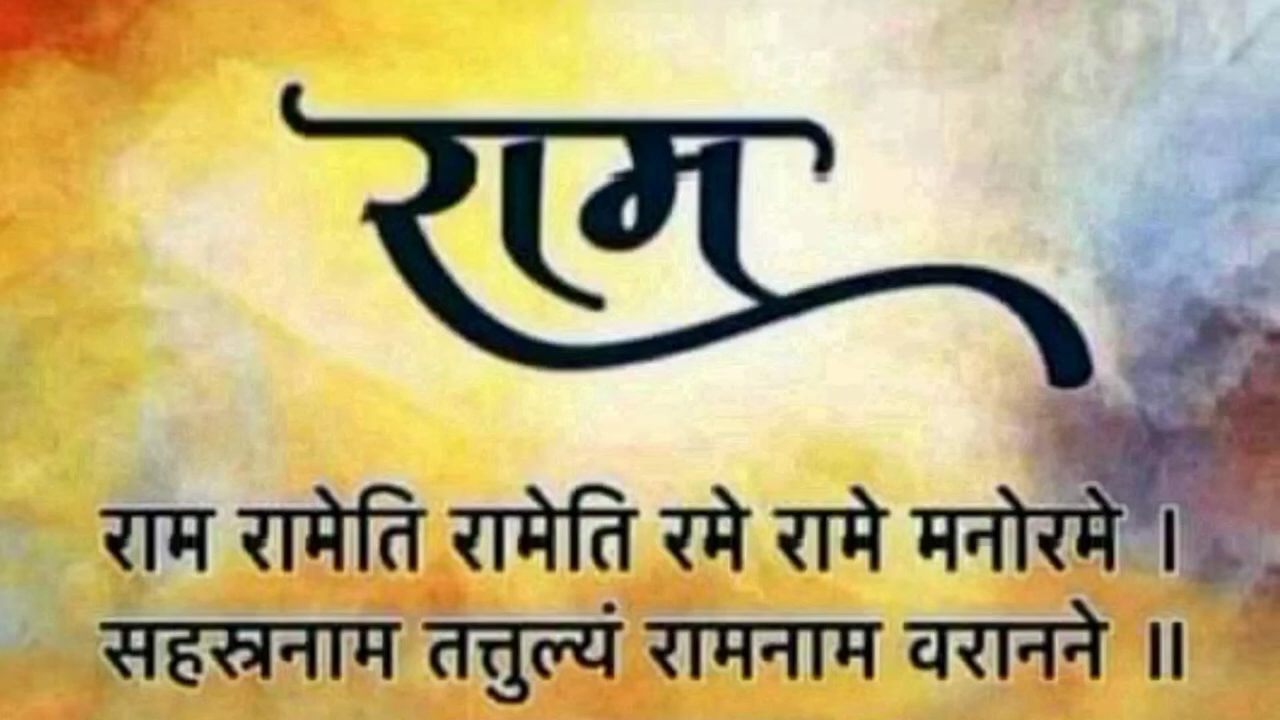 राम
राम रामेति रामेति रमे रामे मनोरमे ।
सहस्रनाम तत्तुल्यं रामनाम वरानने ॥